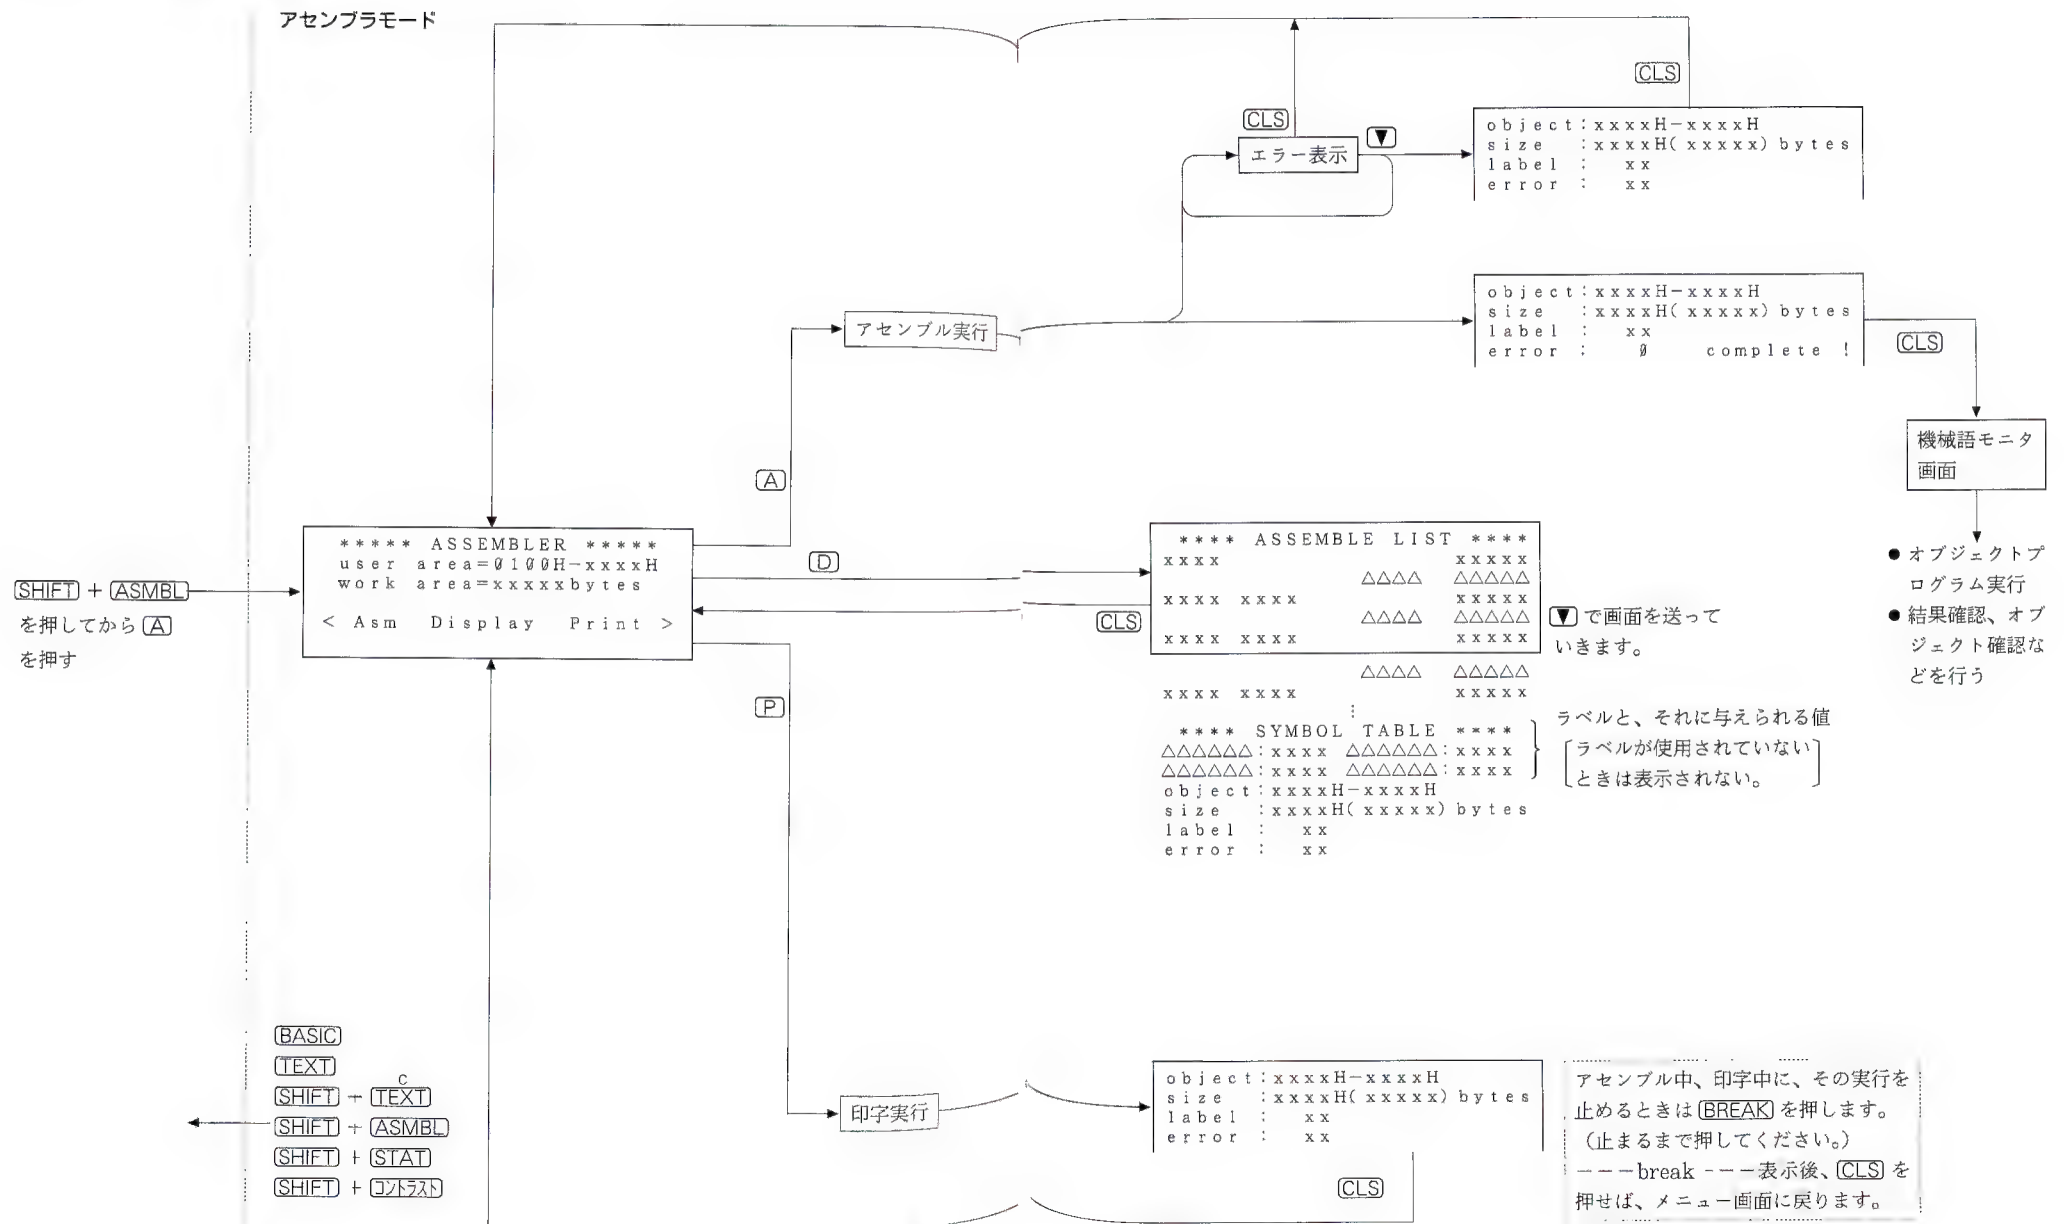 アセンブラモード
CLS
CLS
エラー表示
▼
object:xxxxH−xxxxH
size :xxxxH(xxxxx)bytes
label : xx
error : xx
アセンブル実行
object:xxxxH−xxxxH
size :xxxxH(xxxxx)bytes
label : xx
error : 0 complete !
CLS
機械語モニタ
画面
● オブジェクトプ
ログラム実行
● 結果確認、オブ
ジェクト確認な
どを行う
A
SHIFT + ASMBL
を押してから A
を押す
***** ASSEMBLER *****
user area=0100H−xxxxH
work area=xxxxxbytes
< Asm Display Print >
D
CLS
**** ASSEMBLE LIST ****
xxxx xxxxx
△△△△ △△△△△
xxxx xxxx xxxxx
△△△△ △△△△△
xxxx xxxx xxxxx
△△△△ △△△△△
xxxx xxxx xxxxx
⋮
**** SYMBOL TABLE ****
△△△△△△:xxxx △△△△△△:xxxx
△△△△△△:xxxx △△△△△△:xxxx
object:xxxxH−xxxxH
size :xxxxH(xxxxx)bytes
label : xx
error : xx
▼ で画面を送って
いきます。
ラベルと、それに与えられる値
ラベルが使用されていない
ときは表示されない。
P
BASIC
TEXT
C
SHIFT + TEXT
SHIFT + ASMBL
SHIFT + STAT
SHIFT + コントラスト
印字実行
object:xxxxH−xxxxH
size :xxxxH(xxxxx)bytes
label : xx
error : xx
CLS
アセンブル中、印字中に、その実行を
止めるときは BREAK を押します。
（止まるまで押してください。）
−−−break −−−表示後、CLS を
押せば、メニュー画面に戻ります。